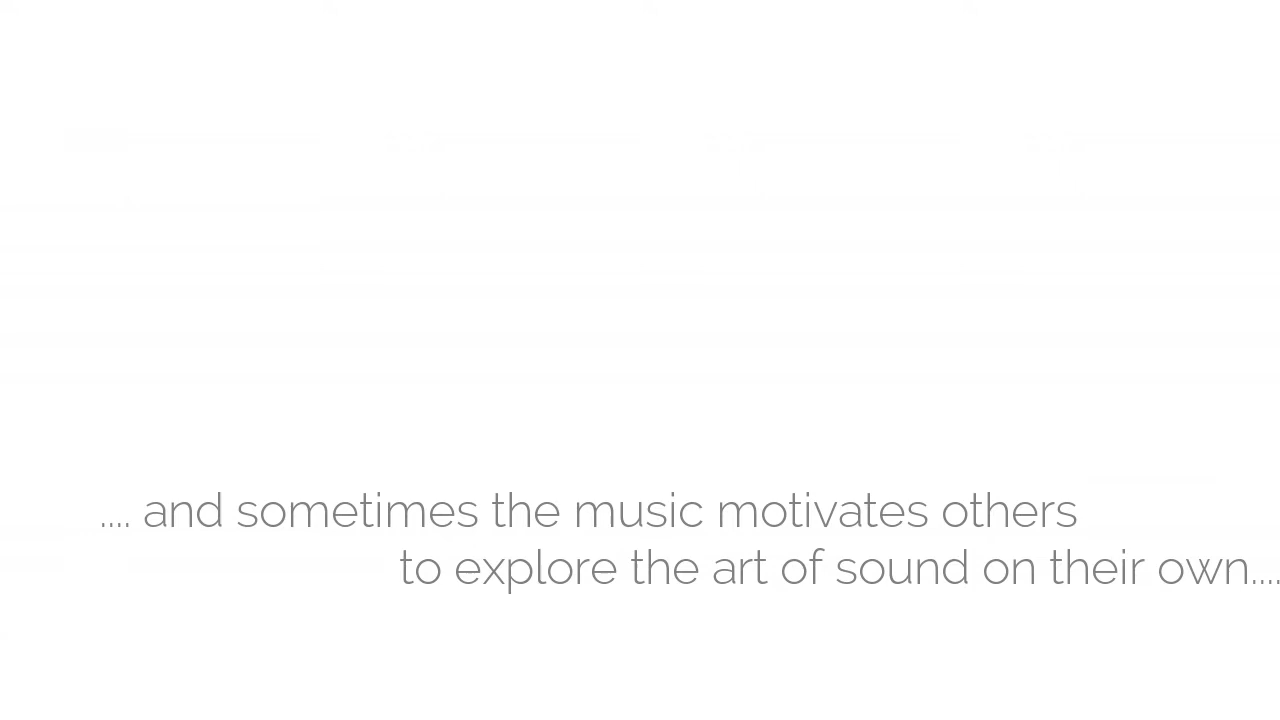 .... and sometimes the music motivates others
to explore the art of sound on their own....